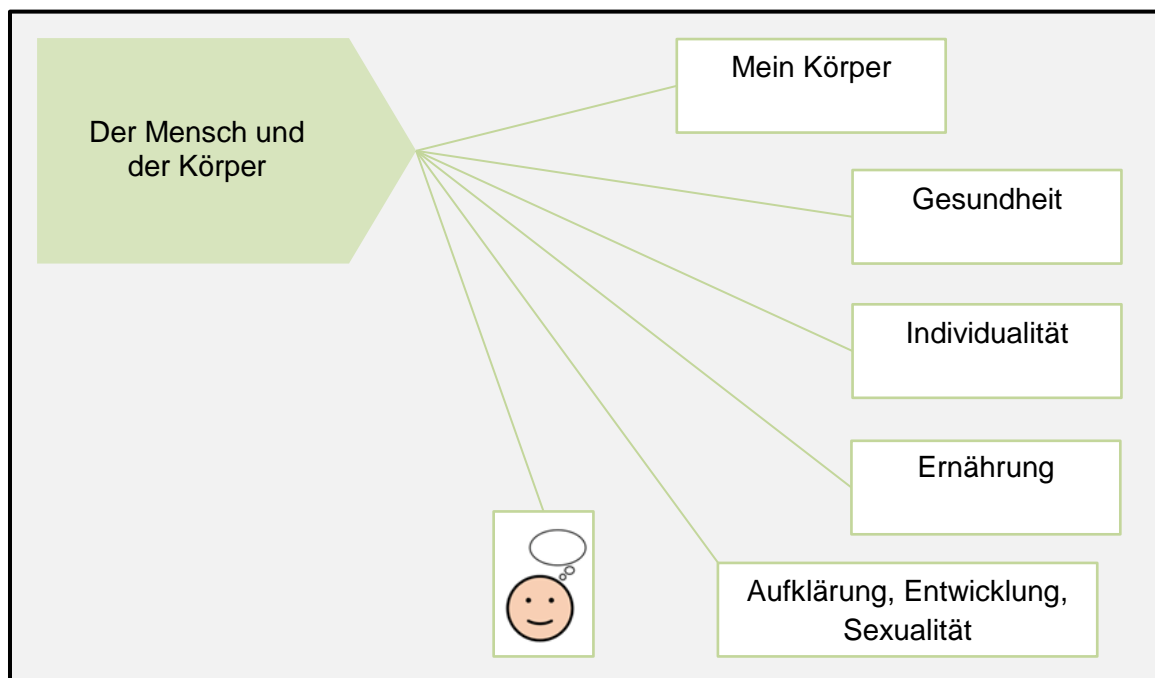 Der Mensch und
der Körper
Mein Körper
Gesundheit
Individualität
Ernährung
Aufklärung, Entwicklung,
Sexualität